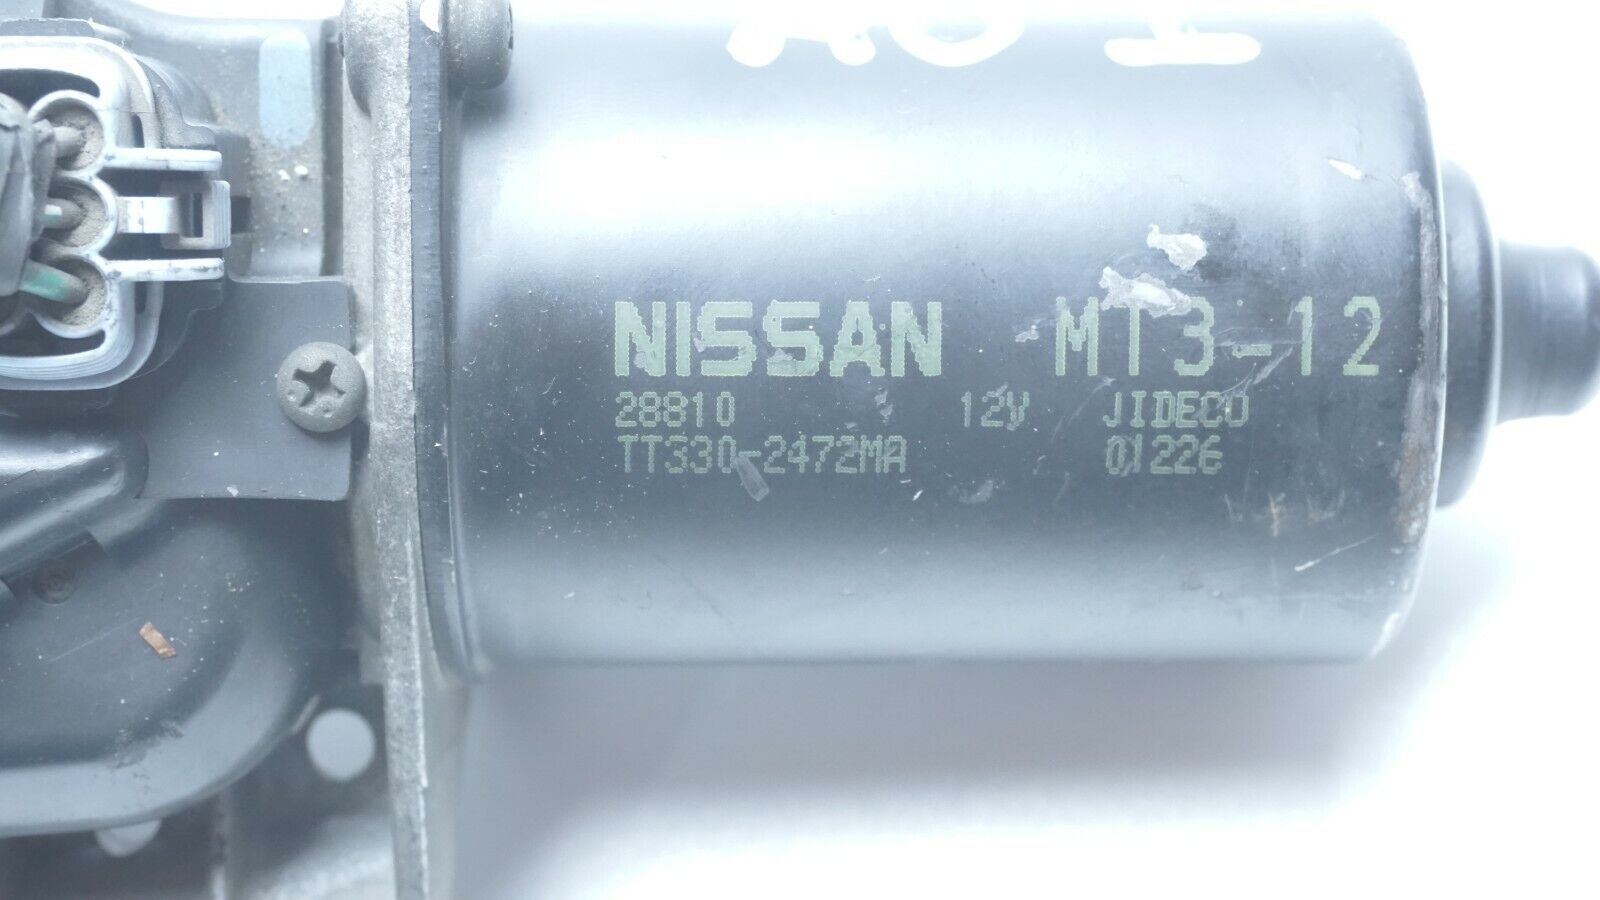 NISSAN MT3-12
28810 12V JIDECO
TT330-2472MA 01226